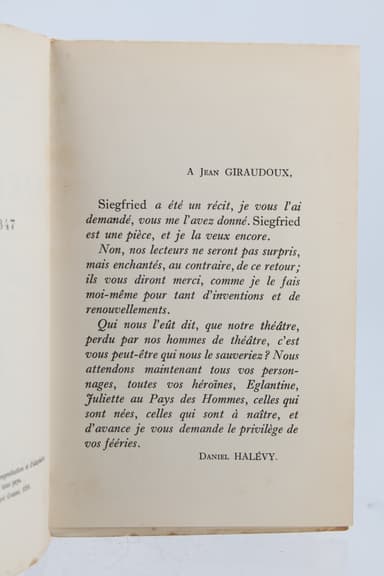 347
A Jean GIRAUDOUX,
Siegfried a été un récit, je vous l'ai
demandé, vous me l'avez donné. Siegfried
est une pièce, et je la veux encore.
Non, nos lecteurs ne seront pas surpris,
mais enchantés, au contraire, de ce retour;
ils vous diront merci, comme je le fais
moi-même pour tant d'inventions et de
renouvellements.
Qui nous l'eût dit, que notre théâtre,
perdu par nos hommes de théâtre, c'est
vous peut-être qui nous le sauveriez? Nous
attendons maintenant tous vos person-
nages, toutes vos héroïnes, Eglantine,
Juliette au Pays des Hommes, celles qui
sont nées, celles qui sont à naître, et
d'avance je vous demande le privilège de
vos fééries.
Daniel HALÉVY.